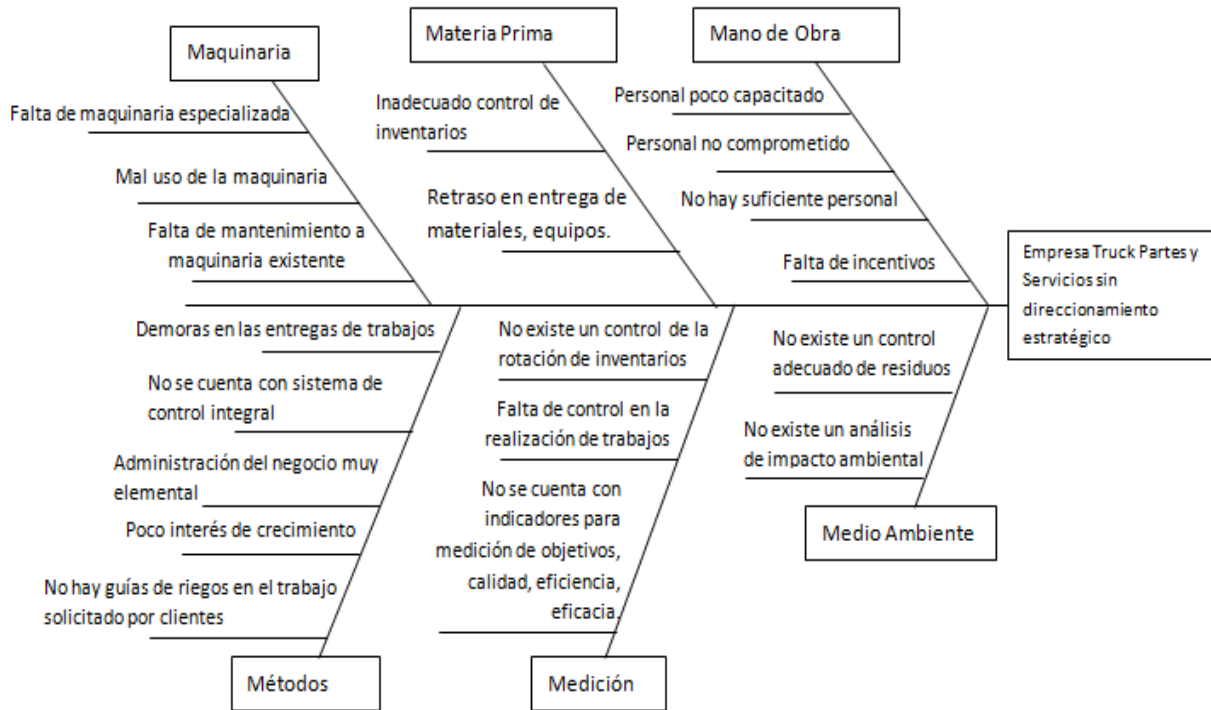 Maquinaria
Materia Prima
Mano de Obra
Falta de maquinaria especializada
Mal uso de la maquinaria
Falta de mantenimiento a
maquinaria existente
Inadecuado control de
inventarios
Retraso en entrega de
materiales, equipos.
Personal poco capacitado
Personal no comprometido
No hay suficiente personal
Falta de incentivos
Empresa Truck Partes y
Servicios sin
direccionamiento
estratégico
Demoras en las entregas de trabajos
No se cuenta con sistema de
control integral
Administración del negocio muy
elemental
Poco interés de crecimiento
No hay guías de riegos en el trabajo
solicitado por clientes
No existe un control de la
rotación de inventarios
Falta de control en la
realización de trabajos
No se cuenta con
indicadores para
medición de objetivos,
calidad, eficiencia,
eficacia.
No existe un control
adecuado de residuos
No existe un análisis
de impacto ambiental
Métodos
Medición
Medio Ambiente